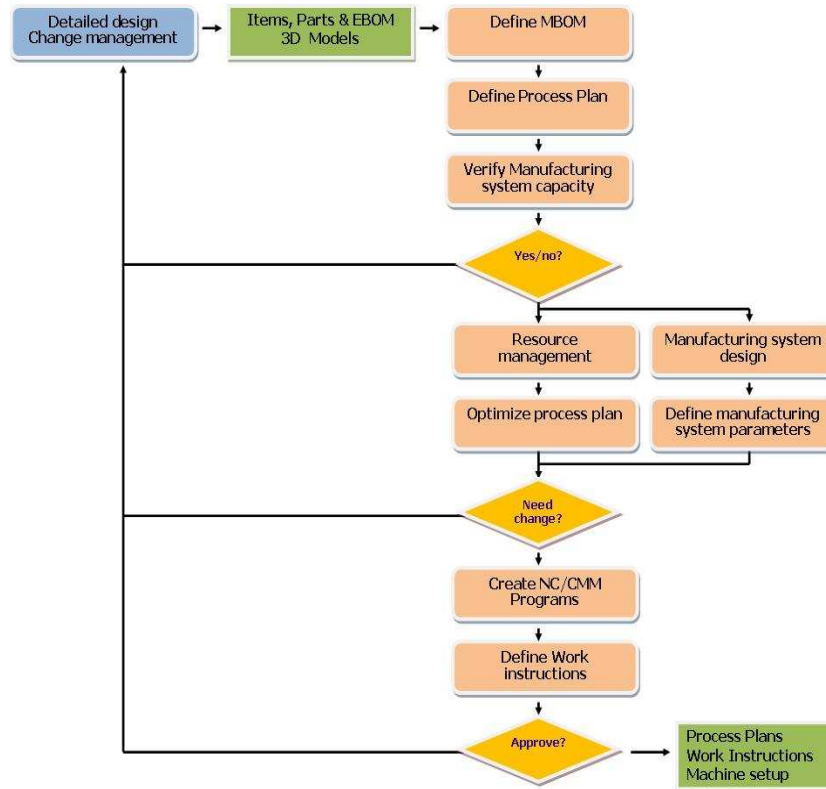 Detailed design
Change management
Items, Parts & EBOM
3D Models
Define MBOM
Define Process Plan
Verify Manufacturing
system capacity
Yes/no?
Resource
management
Manufacturing system
design
Optimize process plan
Define manufacturing
system parameters
Need
change?
Create NC/CMM
Programs
Define Work
instructions
Approve?
Process Plans
Work Instructions
Machine setup